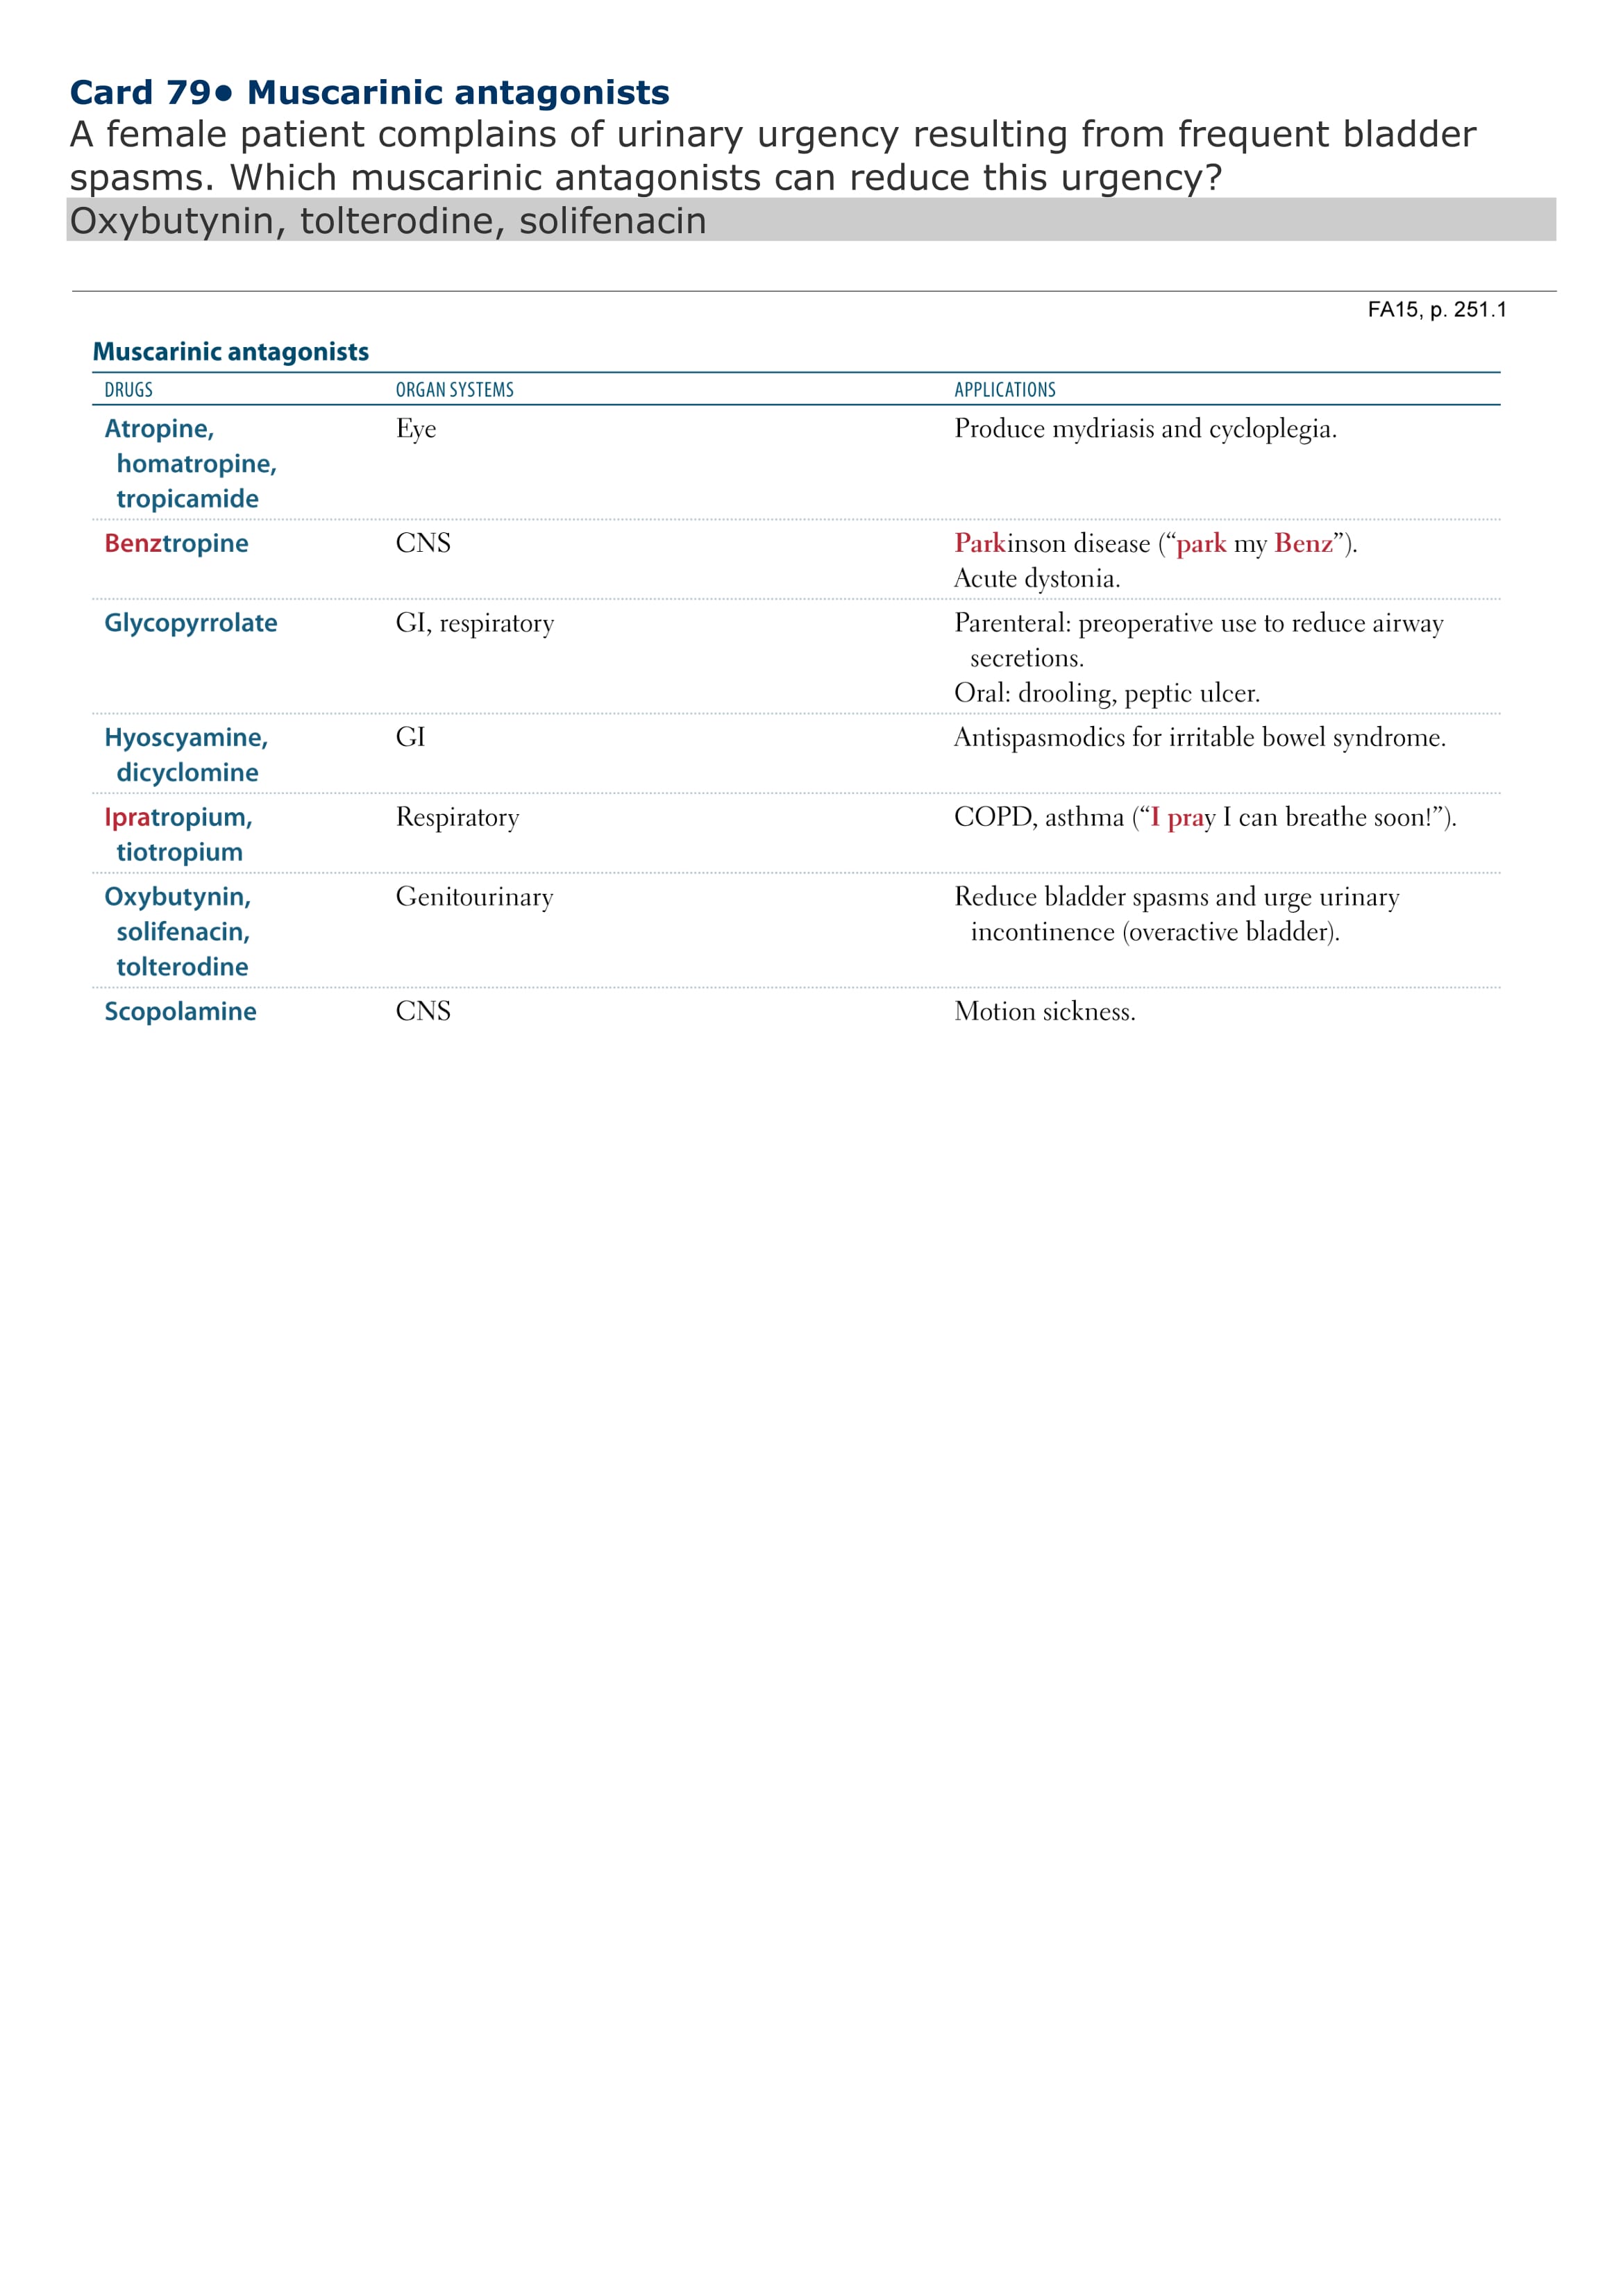 Card 79● Muscarinic antagonists
A female patient complains of urinary urgency resulting from frequent bladder
spasms. Which muscarinic antagonists can reduce this urgency?
Oxybutynin, tolterodine, solifenacin
FA15, p. 251.1
Muscarinic antagonists
DRUGS ORGAN SYSTEMS APPLICATIONS
Atropine, Eye Produce mydriasis and cycloplegia.
homatropine,
tropicamide
Benztropine CNS Parkinson disease (“park my Benz”).
Acute dystonia.
Glycopyrrolate GI, respiratory Parenteral: preoperative use to reduce airway
secretions.
Oral: drooling, peptic ulcer.
Hyoscyamine, GI Antispasmodics for irritable bowel syndrome.
dicyclomine
Ipratropium, Respiratory COPD, asthma (“I pray I can breathe soon!”).
tiotropium
Oxybutynin, Genitourinary Reduce bladder spasms and urge urinary
solifenacin, incontinence (overactive bladder).
tolterodine
Scopolamine CNS Motion sickness.